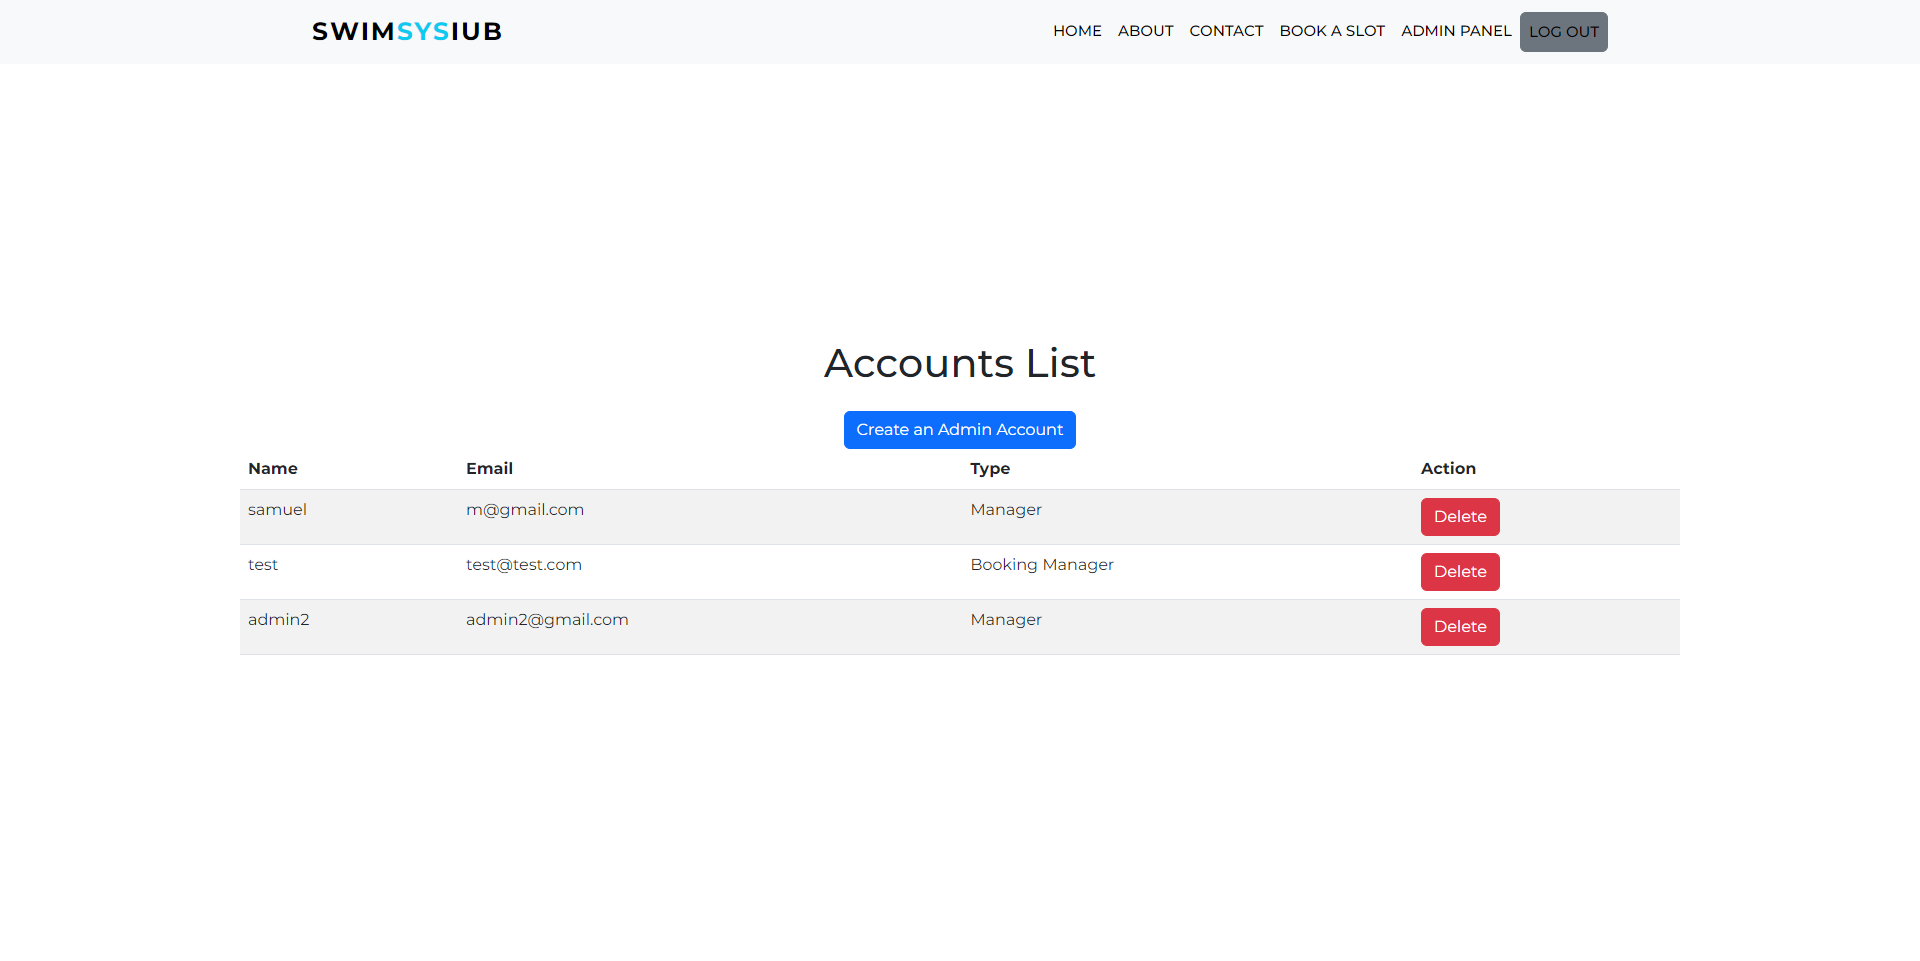 SWIMSYSIUB HOME ABOUT CONTACT BOOK A SLOT ADMIN PANEL LOG OUT
Accounts List
Create an Admin Account
Name Email Type Action
samuel m@gmail.com Manager Delete
test test@test.com Booking Manager Delete
admin2 admin2@gmail.com Manager Delete